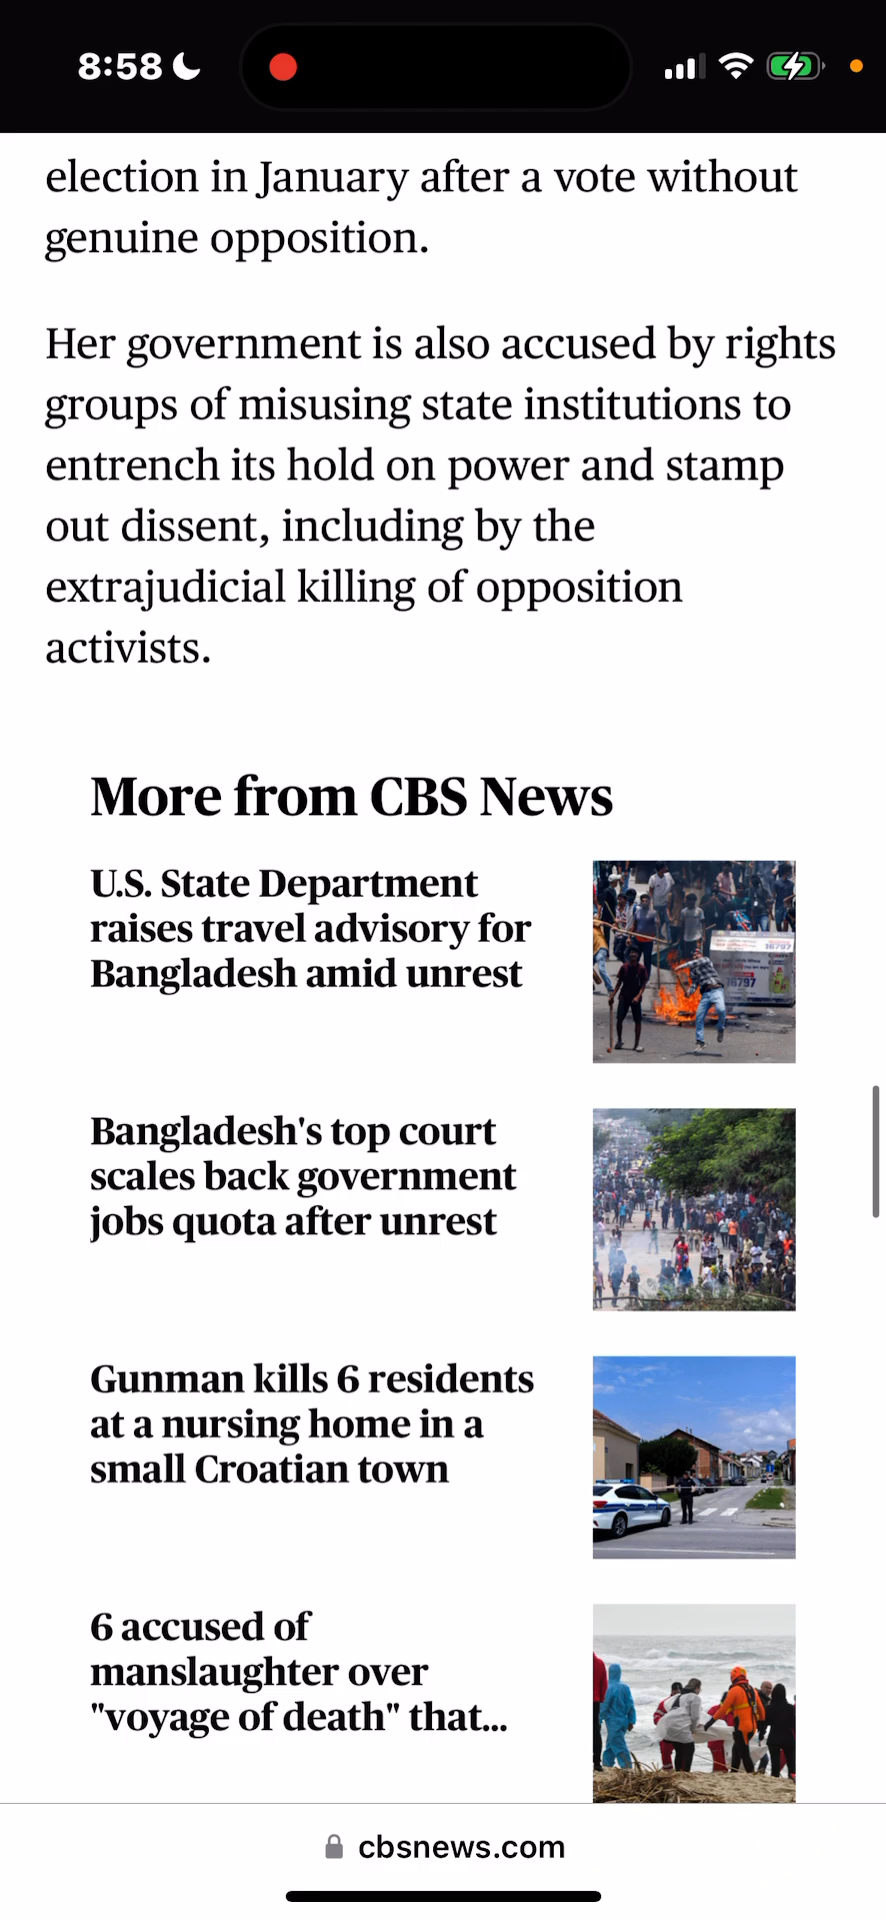 8:58
election in January after a vote without
genuine opposition.
Her government is also accused by rights
groups of misusing state institutions to
entrench its hold on power and stamp
out dissent, including by the
extrajudicial killing of opposition
activists.
More from CBS News
U.S. State Department
raises travel advisory for
Bangladesh amid unrest
16797
16797
Bangladesh's top court
scales back government
jobs quota after unrest
Gunman kills 6 residents
at a nursing home in a
small Croatian town
6 accused of
manslaughter over
"voyage of death" that...
cbsnews.com